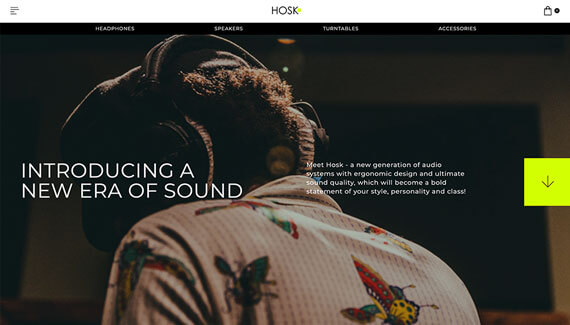 HOSK
0
HEADPHONES
SPEAKERS
TURNTABLES
ACCESSORIES
INTRODUCING A
NEW ERA OF SOUND
Meet Hosk - a new generation of audio
systems with ergonomic design and ultimate
sound quality, which will become a bold
statement of your style, personality and class!